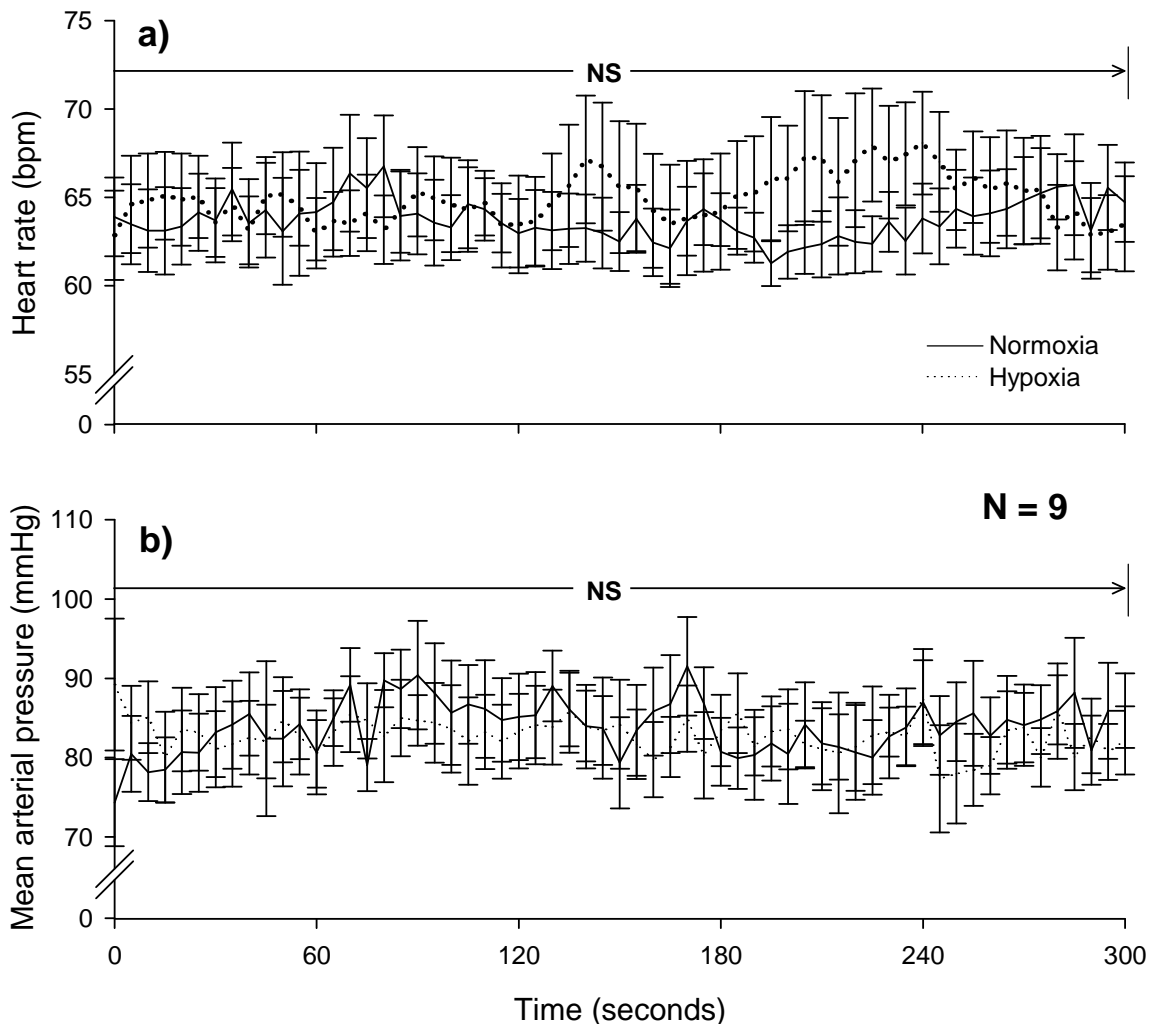 75
a)
NS
70
65
60
55
0
Heart rate (bpm)
Normoxia
Hypoxia
N = 9
110
b)
NS
100
90
80
70
0
Mean arterial pressure (mmHg)
0 60 120 180 240 300
Time (seconds)